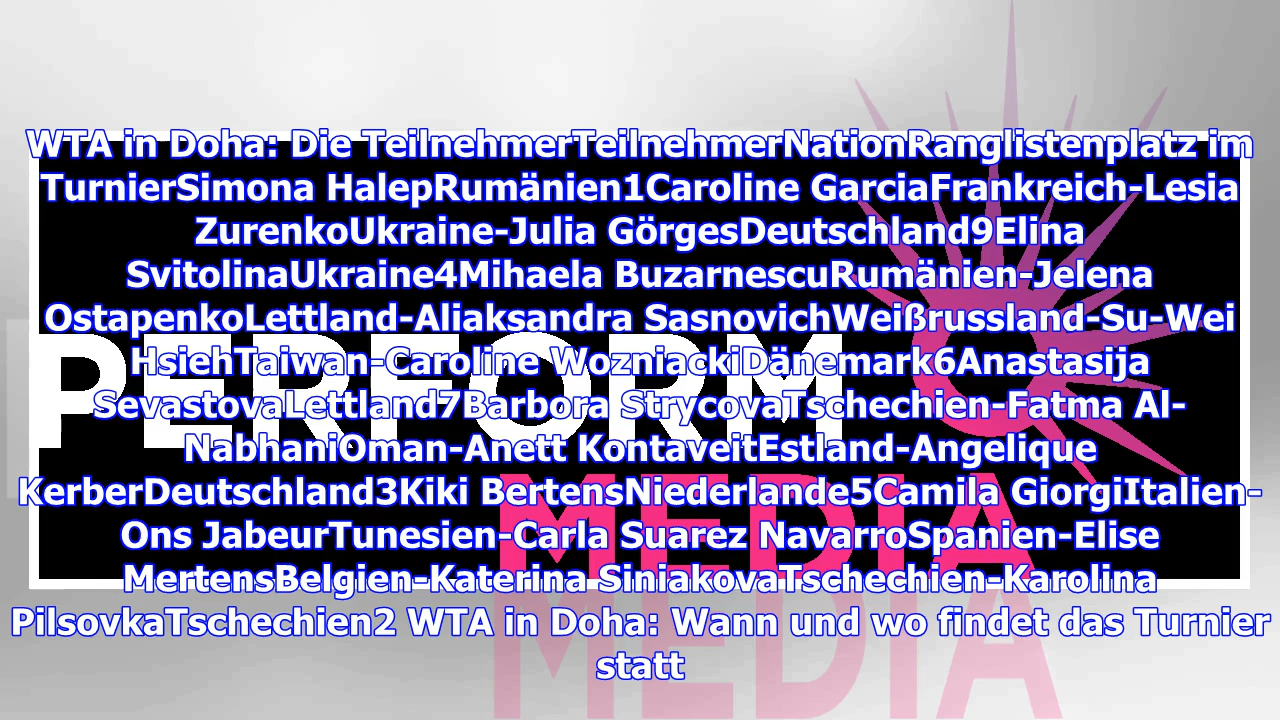 WTA in Doha: Die TeilnehmerTeilnehmerNationRanglistenplatz im
TurnierSimona HalepRumänien1Caroline GarciaFrankreich-Lesia
ZurenkoUkraine-Julia GörgesDeutschland9Elina
SvitolinaUkraine4Mihaela BuzarnescuRumänien-Jelena
OstapenkoLettland-Aliaksandra SasnovichWeißrussland-Su-Wei
HsiehTaiwan-Caroline WozniackiDänemark6Anastasija
SevastovaLettland7Barbora StrycovaTschechien-Fatma Al-
NabhaniOman-Anett KontaveitEstland-Angelique
KerberDeutschland3Kiki BertensNiederlande5Camila GiorgiItalien-
Ons JabeurTunesien-Carla Suarez NavarroSpanien-Elise
MertensBelgien-Katerina SiniakovaTschechien-Karolina
PilsovkaTschechien2 WTA in Doha: Wann und wo findet das Turnier
statt
PERFORM
MEDIA